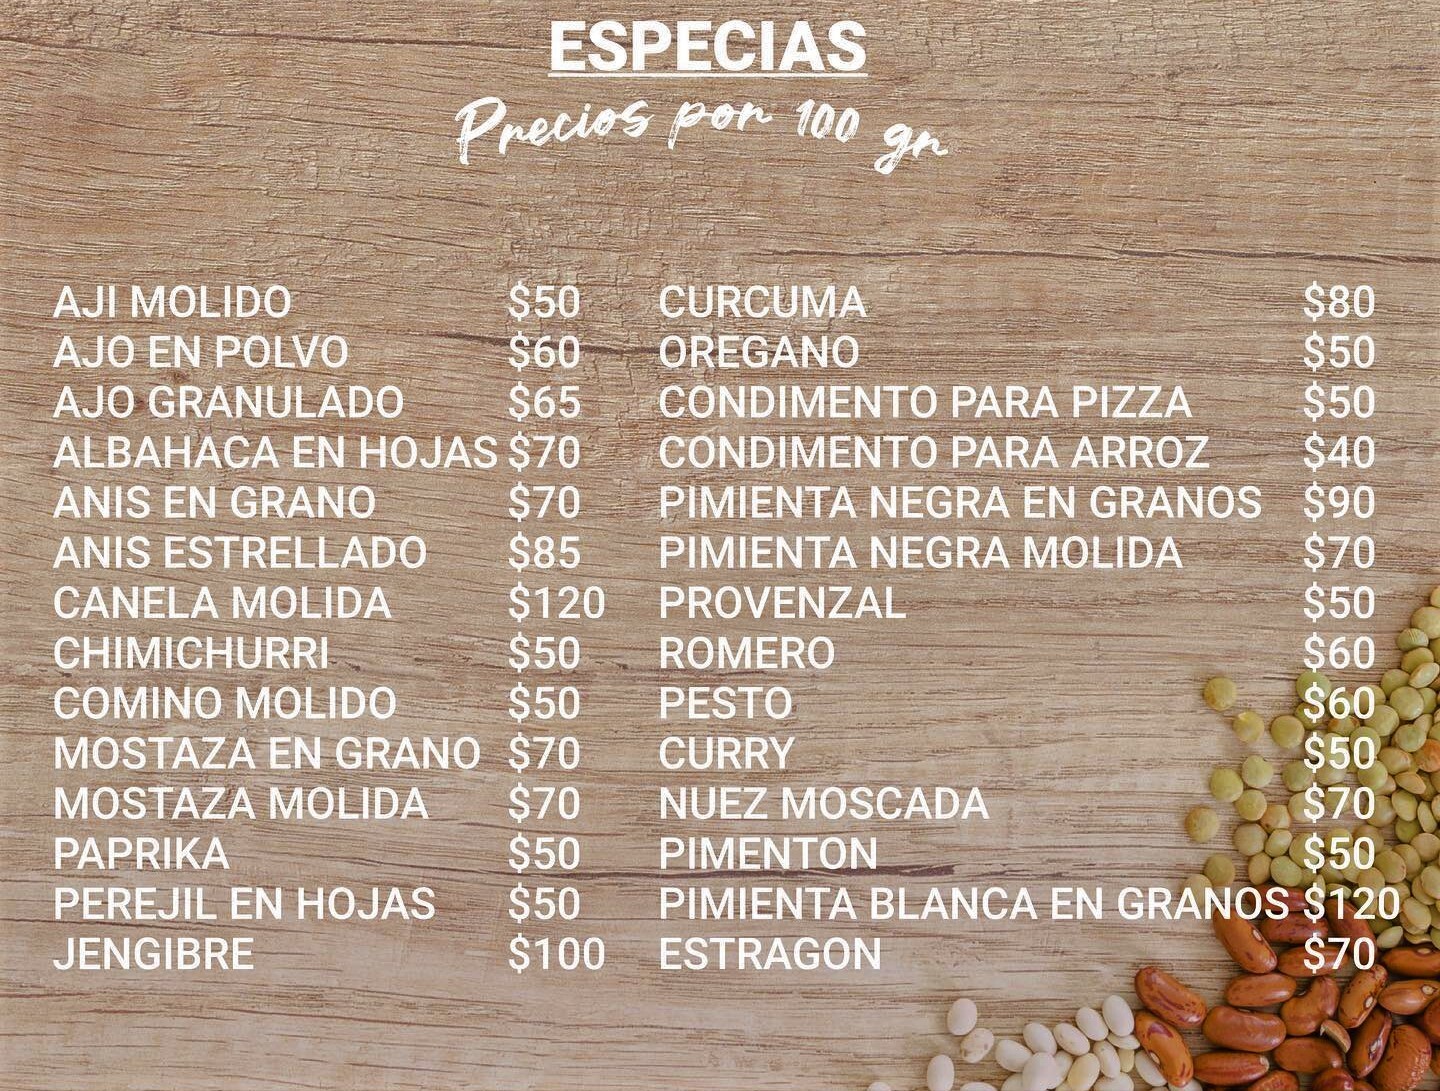 ESPECIAS
Precios por 100 gr
AJI MOLIDO $50
AJO EN POLVO $60
AJO GRANULADO $65
ALBAHACA EN HOJAS $70
ANIS EN GRANO $70
ANIS ESTRELLADO $85
CANELA MOLIDA $120
CHIMICHURRI $50
COMINO MOLIDO $50
MOSTAZA EN GRANO $70
MOSTAZA MOLIDA $70
PAPRIKA $50
PEREJIL EN HOJAS $50
JENGIBRE $100
CURCUMA $80
OREGANO $50
CONDIMENTO PARA PIZZA $50
CONDIMENTO PARA ARROZ $40
PIMIENTA NEGRA EN GRANOS $90
PIMIENTA NEGRA MOLIDA $70
PROVENZAL $50
ROMERO $60
PESTO $60
CURRY $50
NUEZ MOSCADA $70
PIMENTON $50
PIMIENTA BLANCA EN GRANOS $120
ESTRAGON $70